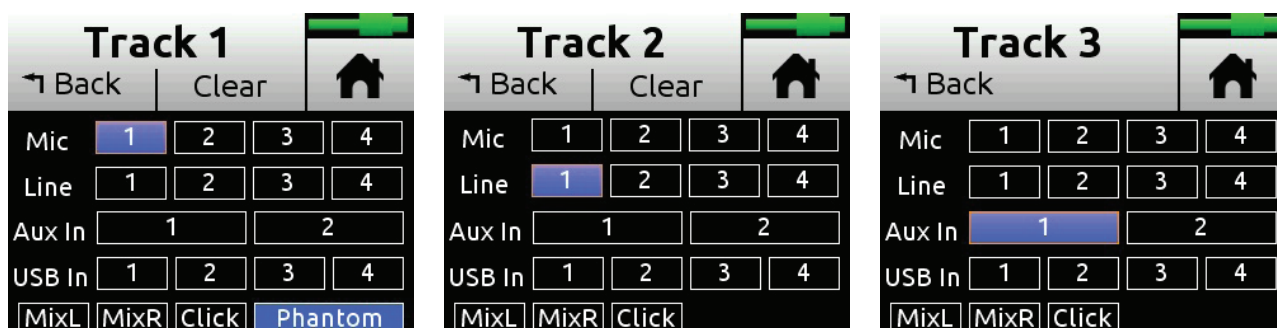 Track 1
Back Clear
Mic 1 2 3 4
Line 1 2 3 4
Aux In 1 2
USB In 1 2 3 4
MixL MixR Click Phantom
Track 2
Back Clear
Mic 1 2 3 4
Line 1 2 3 4
Aux In 1 2
USB In 1 2 3 4
MixL MixR Click
Track 3
Back
Mic 1 2 3 4
Line 1 2 3 4
Aux In 1 2
USB In 1 2 3 4
MixL MixR Click